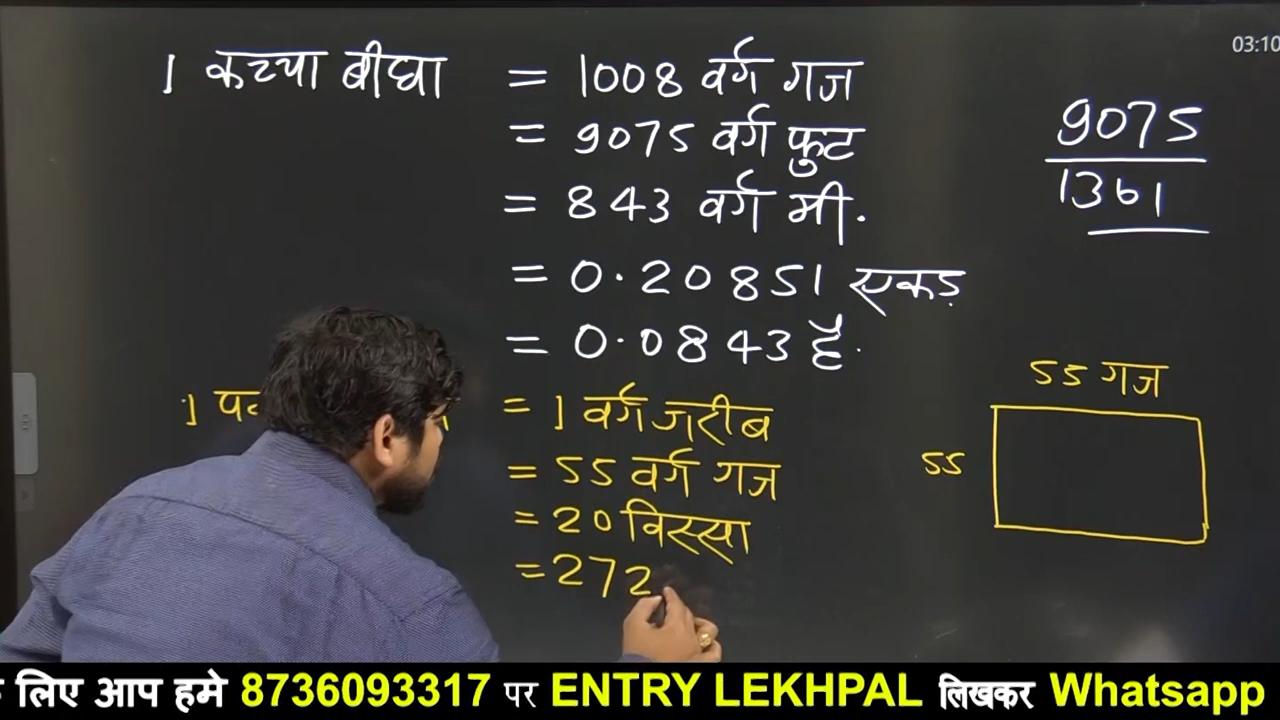 03:10
1 कच्चा बीघा = 1008 वर्ग गज
= 9075 वर्ग फुट
= 843 वर्ग मी.
= 0.20851 एकड़
= 0.0843 है.
9075
1361
1 = 1 वर्ग जरीब
= 55 वर्ग गज
= 20 विस्सा
= 272
55 गज
55
लिए आप हमे 8736093317 पर ENTRY LEKHPAL लिखकर Whatsapp